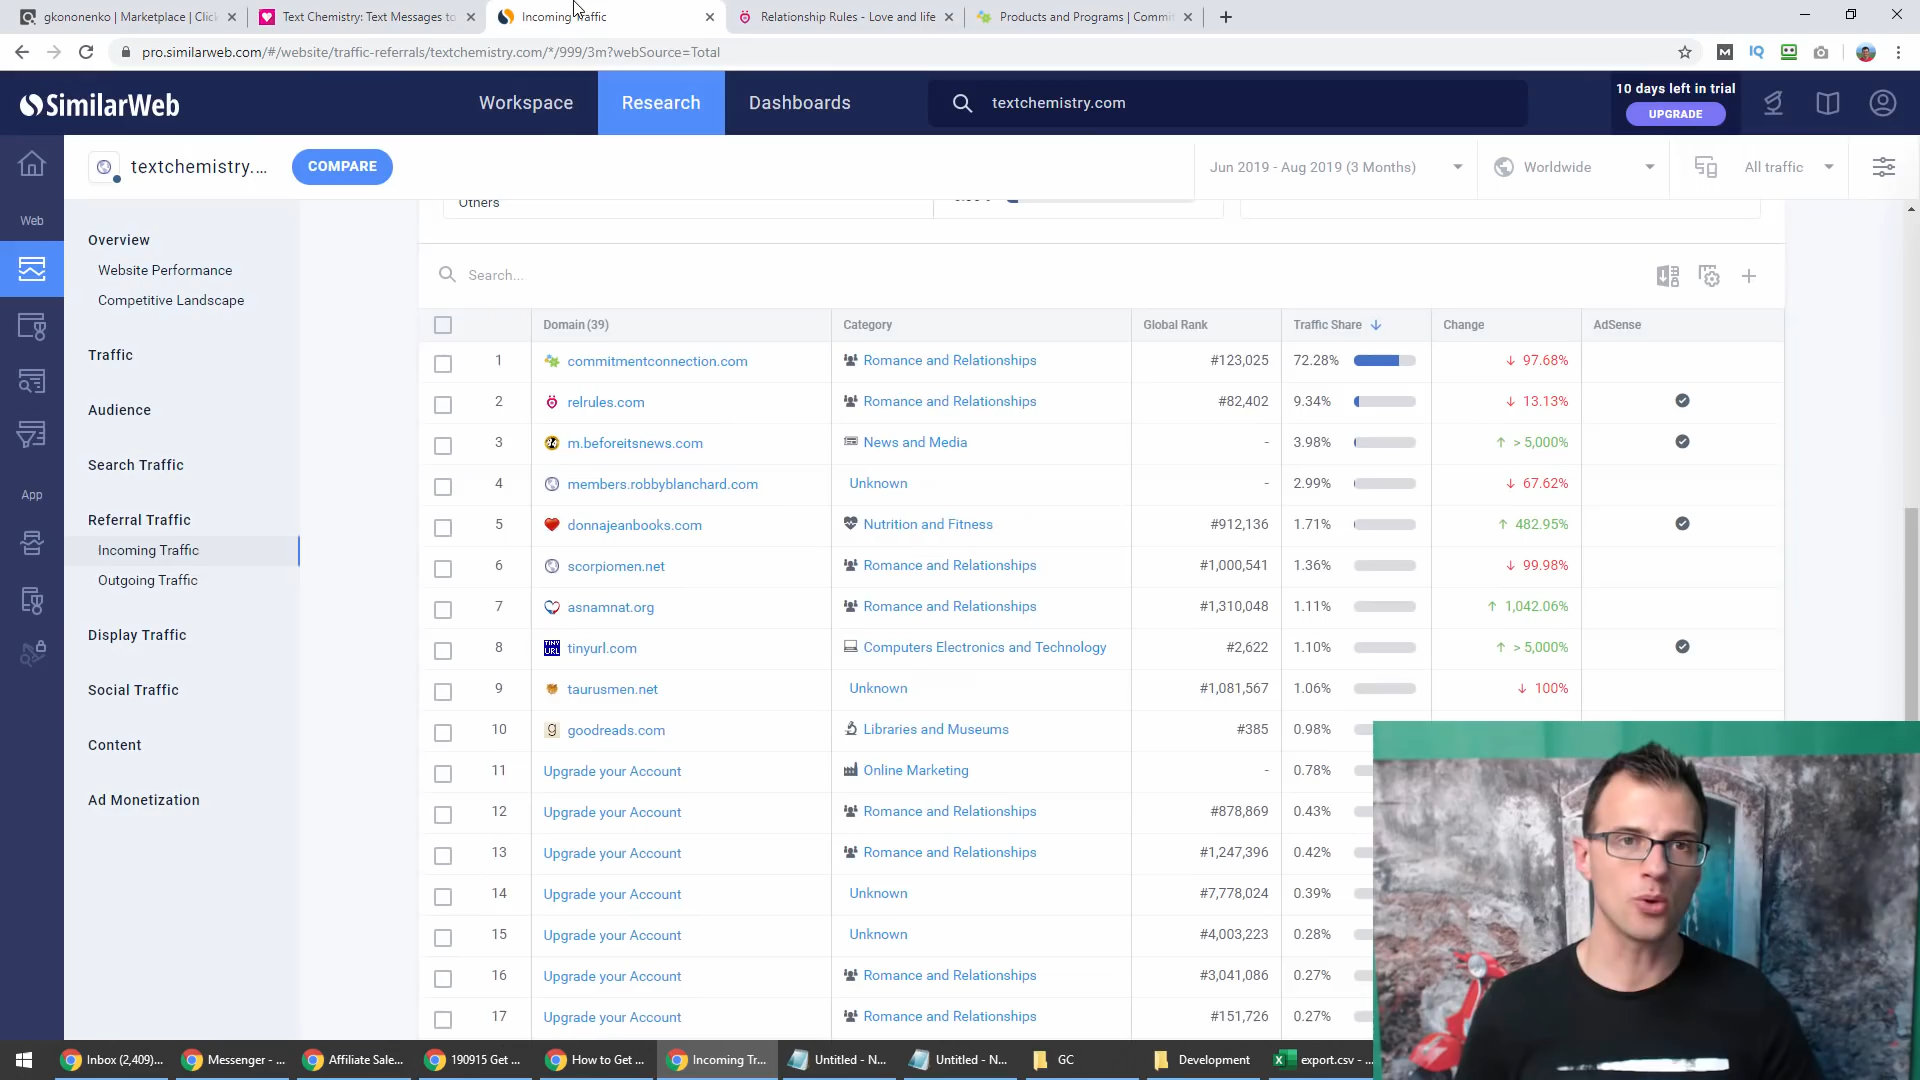 gkononenko | Marketplace | Click
Text Chemistry: Text Messages to
Incoming Traffic
Relationship Rules - Love and life
Products and Programs | Commit
pro.similarweb.com/#/website/traffic-referrals/textchemistry.com/*/999/3m?webSource=Total
M
IQ
SimilarWeb
Workspace
Research
Dashboards
textchemistry.com
10 days left in trial
UPGRADE
textchemistry....
COMPARE
Jun 2019 - Aug 2019 (3 Months)
Worldwide
All traffic
Web
App
Overview
Website Performance
Competitive Landscape
Traffic
Audience
Search Traffic
Referral Traffic
Incoming Traffic
Outgoing Traffic
Display Traffic
Social Traffic
Content
Ad Monetization
Others
Search...
Domain (39) Category Global Rank Traffic Share Change AdSense
1 commitmentconnection.com Romance and Relationships #123,025 72.28% ↓ 97.68%
2 relrules.com Romance and Relationships #82,402 9.34% ↓ 13.13%
3 m.beforeitsnews.com News and Media - 3.98% ↑ > 5,000%
4 members.robbyblanchard.com Unknown - 2.99% ↓ 67.62%
5 donnajeanbooks.com Nutrition and Fitness #912,136 1.71% ↑ 482.95%
6 scorpiomen.net Romance and Relationships #1,000,541 1.36% ↓ 99.98%
7 asnamnat.org Romance and Relationships #1,310,048 1.11% ↑ 1,042.06%
8 TINY URL tinyurl.com Computers Electronics and Technology #2,622 1.10% ↑ > 5,000%
9 taurusmen.net Unknown #1,081,567 1.06% ↓ 100%
10 g goodreads.com Libraries and Museums #385 0.98%
11 Upgrade your Account Online Marketing - 0.78%
12 Upgrade your Account Romance and Relationships #878,869 0.43%
13 Upgrade your Account Romance and Relationships #1,247,396 0.42%
14 Upgrade your Account Unknown #7,778,024 0.39%
15 Upgrade your Account Unknown #4,003,223 0.28%
16 Upgrade your Account Romance and Relationships #3,041,086 0.27%
17 Upgrade your Account Romance and Relationships #151,726 0.27%
Inbox (2,409)...
Messenger - ...
Affiliate Sale...
190915 Get ...
How to Get ...
Incoming Tr...
Untitled - N...
Untitled - N...
GC
Development
export.csv - ...